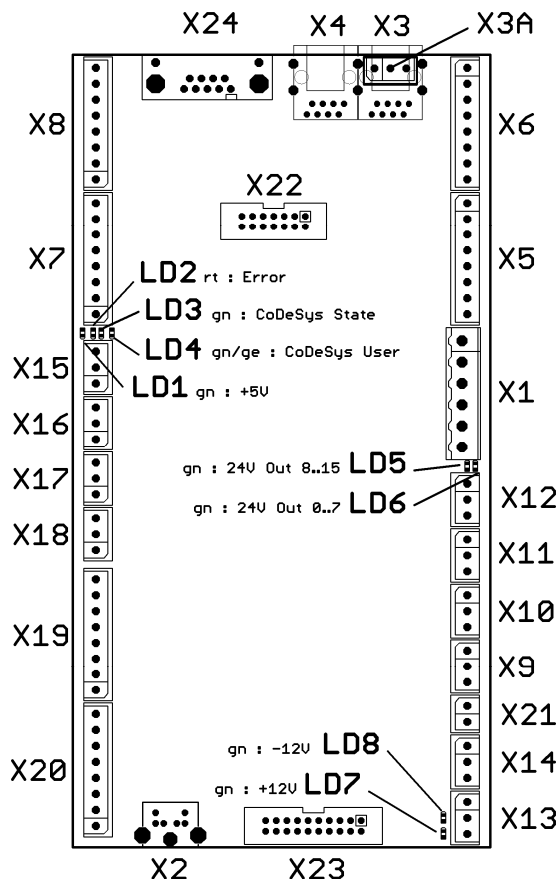 X24
X4
X3
X3A
X8
X6
X22
X7
X5
LD2 rt : Error
LD3 gn : CoDeSys State
LD4 gn/ge : CoDeSys User
LD1 gn : +5V
X15
X1
X16
X17
gn : 24V Out 8..15 LD5
X12
gn : 24V Out 0..7 LD6
X18
X11
X10
X19
X9
X21
gn : -12V LD8
X20
X14
gn : +12V LD7
X13
X2
X23